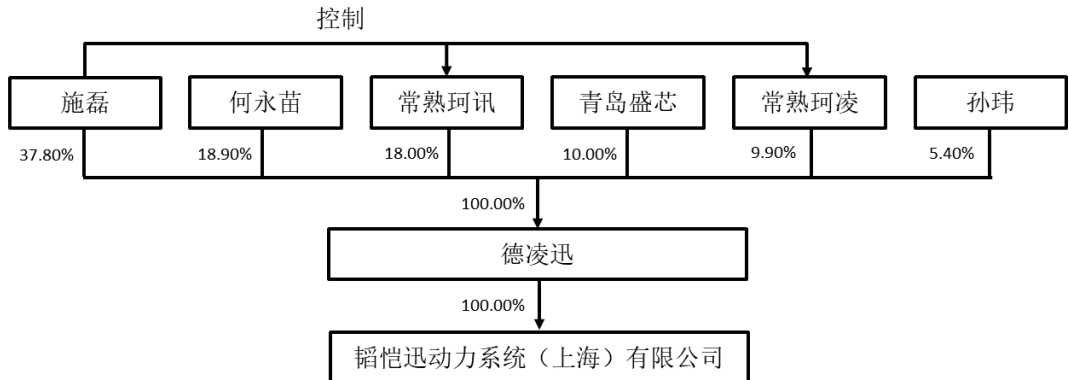 控制
施磊
何永苗
常熟珂讯
青岛盛芯
常熟珂凌
孙玮
37.80%
18.90%
18.00%
10.00%
9.90%
5.40%
100.00%
德凌迅
100.00%
韬恺迅动力系统（上海）有限公司